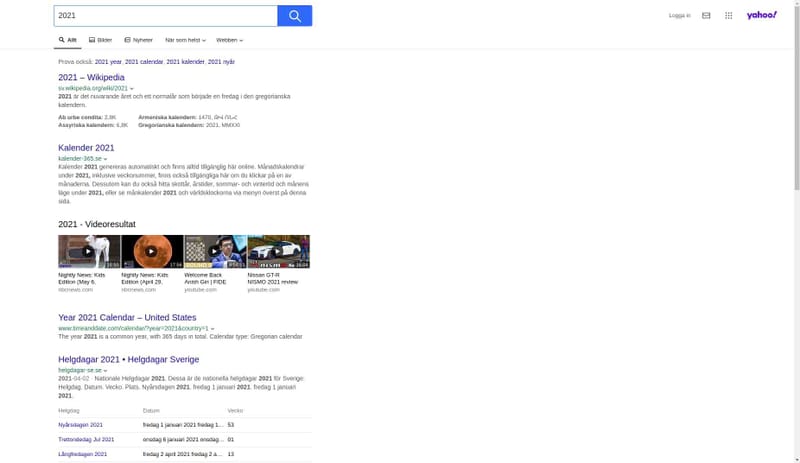 2021
Logga in
yahoo!
Allt
Bilder
Nyheter
När som helst
Webben
Prova också: 2021 year, 2021 calendar, 2021 kalender, 2021 nyår
2021 – Wikipedia
sv.wikipedia.org/wiki/2021
2021 är det nuvarande året och ett normalår som började en fredag i den gregorianska
kalendern.
Ab urbe condita: 2,8K
Armeniska kalendern: 1470,
Assyriska kalendern: 6,8K
Gregorianska kalendern: 2021, MMXXI
Kalender 2021
kalender-365.se
Kalender 2021 genereras automatiskt och finns alltid tillgänglig här online. Månadskalendrar
under 2021, inklusive veckonummer, finns också tillgängliga här om du klickar på en av
månaderna. Dessutom kan du också hitta skottår, årstider, sommar- och vintertid och månens
läge under 2021, eller se månkalender 2021 och världsklockorna via menyn överst på denna
sida.
2021 - Videoresultat
17:04
Nightly News: Kids
Edition (May 6,
nbcnews.com
Nightly News: Kids
Edition (April 29,
nbcnews.com
Welcome Back
Anish Giri | FIDE
youtube.com
Nissan GT-R
NISMO 2021 review
youtube.com
Year 2021 Calendar – United States
www.timeanddate.com/calendar/?year=2021&country=1
The year 2021 is a common year, with 365 days in total. Calendar type: Gregorian calendar
Helgdagar 2021 • Helgdagar Sverige
helgdagar-se.se
2021-04-02 · Nationale Helgdagar 2021. Dessa är de nationella helgdagar 2021 för Sverige:
Helgdag. Datum. Vecko. Plats. Nyårsdagen 2021. fredag 1 januari 2021. fredag 1 januari
2021.
Helgdag Datum Vecko
Nyårsdagen 2021 fredag 1 januari 2021 fredag 1... 53
Trettondedag Jul 2021 onsdag 6 januari 2021 onsdag... 01
Långfredagen 2021 fredag 2 april 2021 fredag 2 a... 13